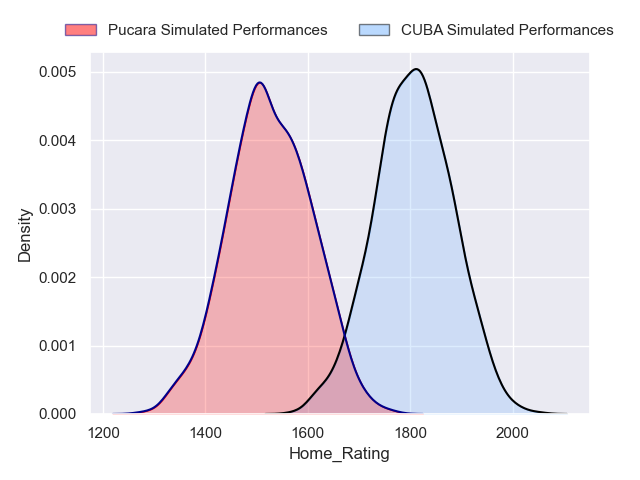 Pucara Simulated Performances CUBA Simulated Performances
0.005
0.004
0.003
0.002
0.001
0.000
Density
1200 1400 1600 1800 2000
Home_Rating